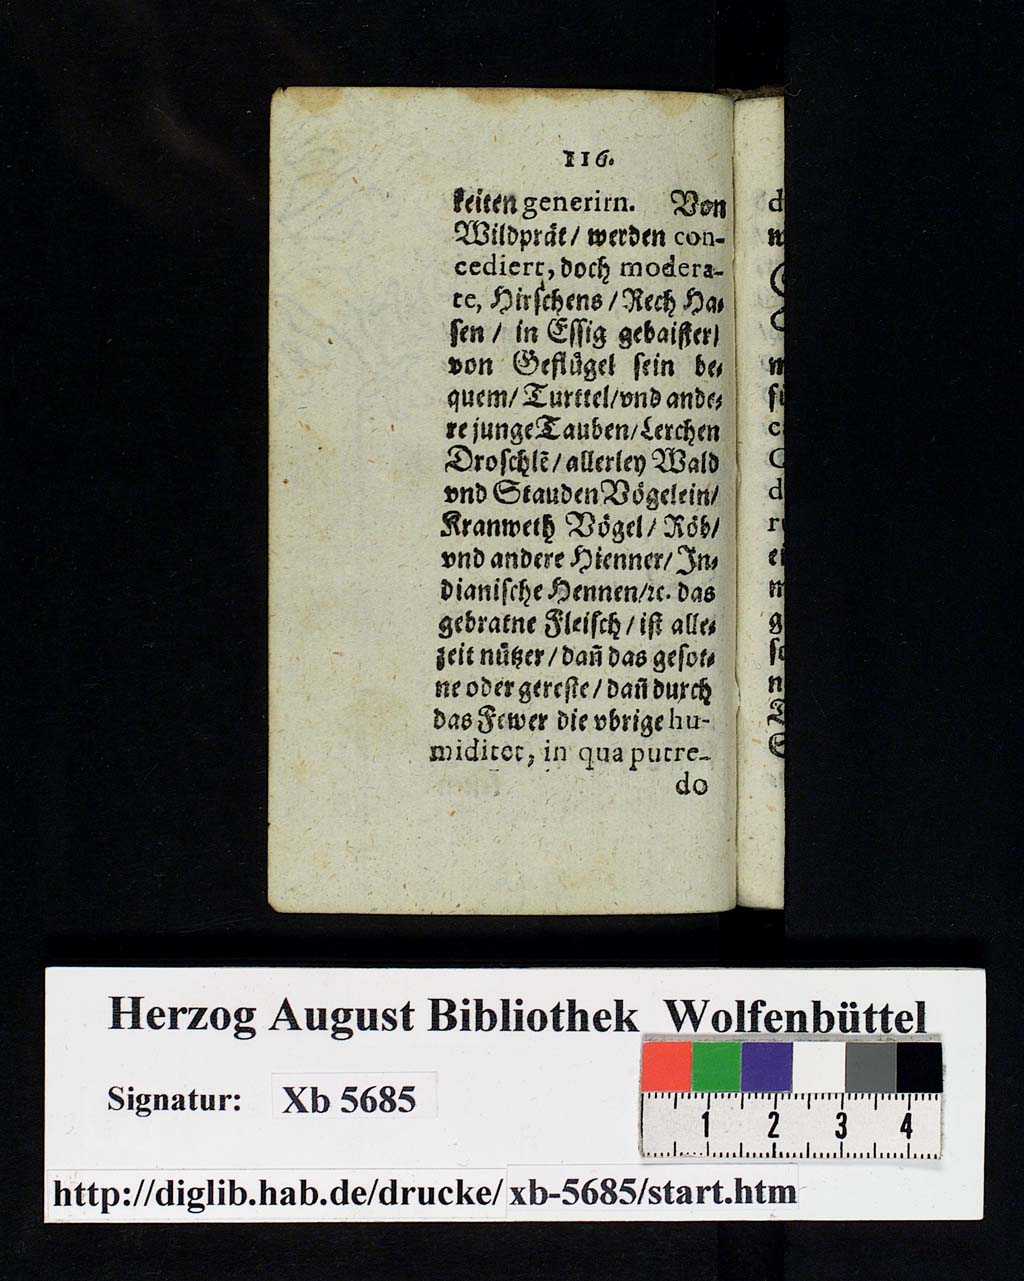 116.
keiten generirn. Von
Wildprät / werden con-
cediert, doch modera-
te, Hirschens / Rech Ha-
sen / in Essig gebaister/
von Geflügel sein be-
quem / Turttel / vnd ande-
re junge Tauben / Lerchen
Droschlẽ / allerley Wald
vnd Stauden Vögelein /
Kranweth Vögel / Röb /
vnd andere Hienner / In-
dianische Hennen / ꝛc. das
gebratne Fleisch / ist alle-
zeit nützer / dañ das gesot-
ne oder gereste / dañ durch
das Fewer die vbrige hu-
miditet, in qua putre-
do
Herzog August Bibliothek Wolfenbüttel
Signatur: Xb 5685
1 2 3 4
http://diglib.hab.de/drucke/xb-5685/start.htm